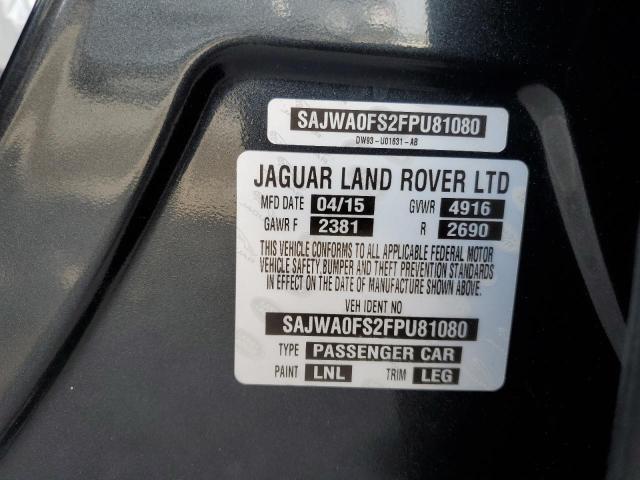 SAJWA0FS2FPU81080
DW93-U01631-AB
JAGUAR LAND ROVER LTD
MFD DATE 04/15 GVWR 4916
GAWR F 2381 R 2690
THIS VEHICLE CONFORMS TO ALL APPLICABLE FEDERAL MOTOR
VEHICLE SAFETY,BUMPER AND THEFT PREVENTION STANDARDS
IN EFFECT ON THE DATE OF MANUFACTURE SHOWN ABOVE.
VEH IDENT NO
SAJWA0FS2FPU81080
TYPE PASSENGER CAR
PAINT LNL TRIM LEG